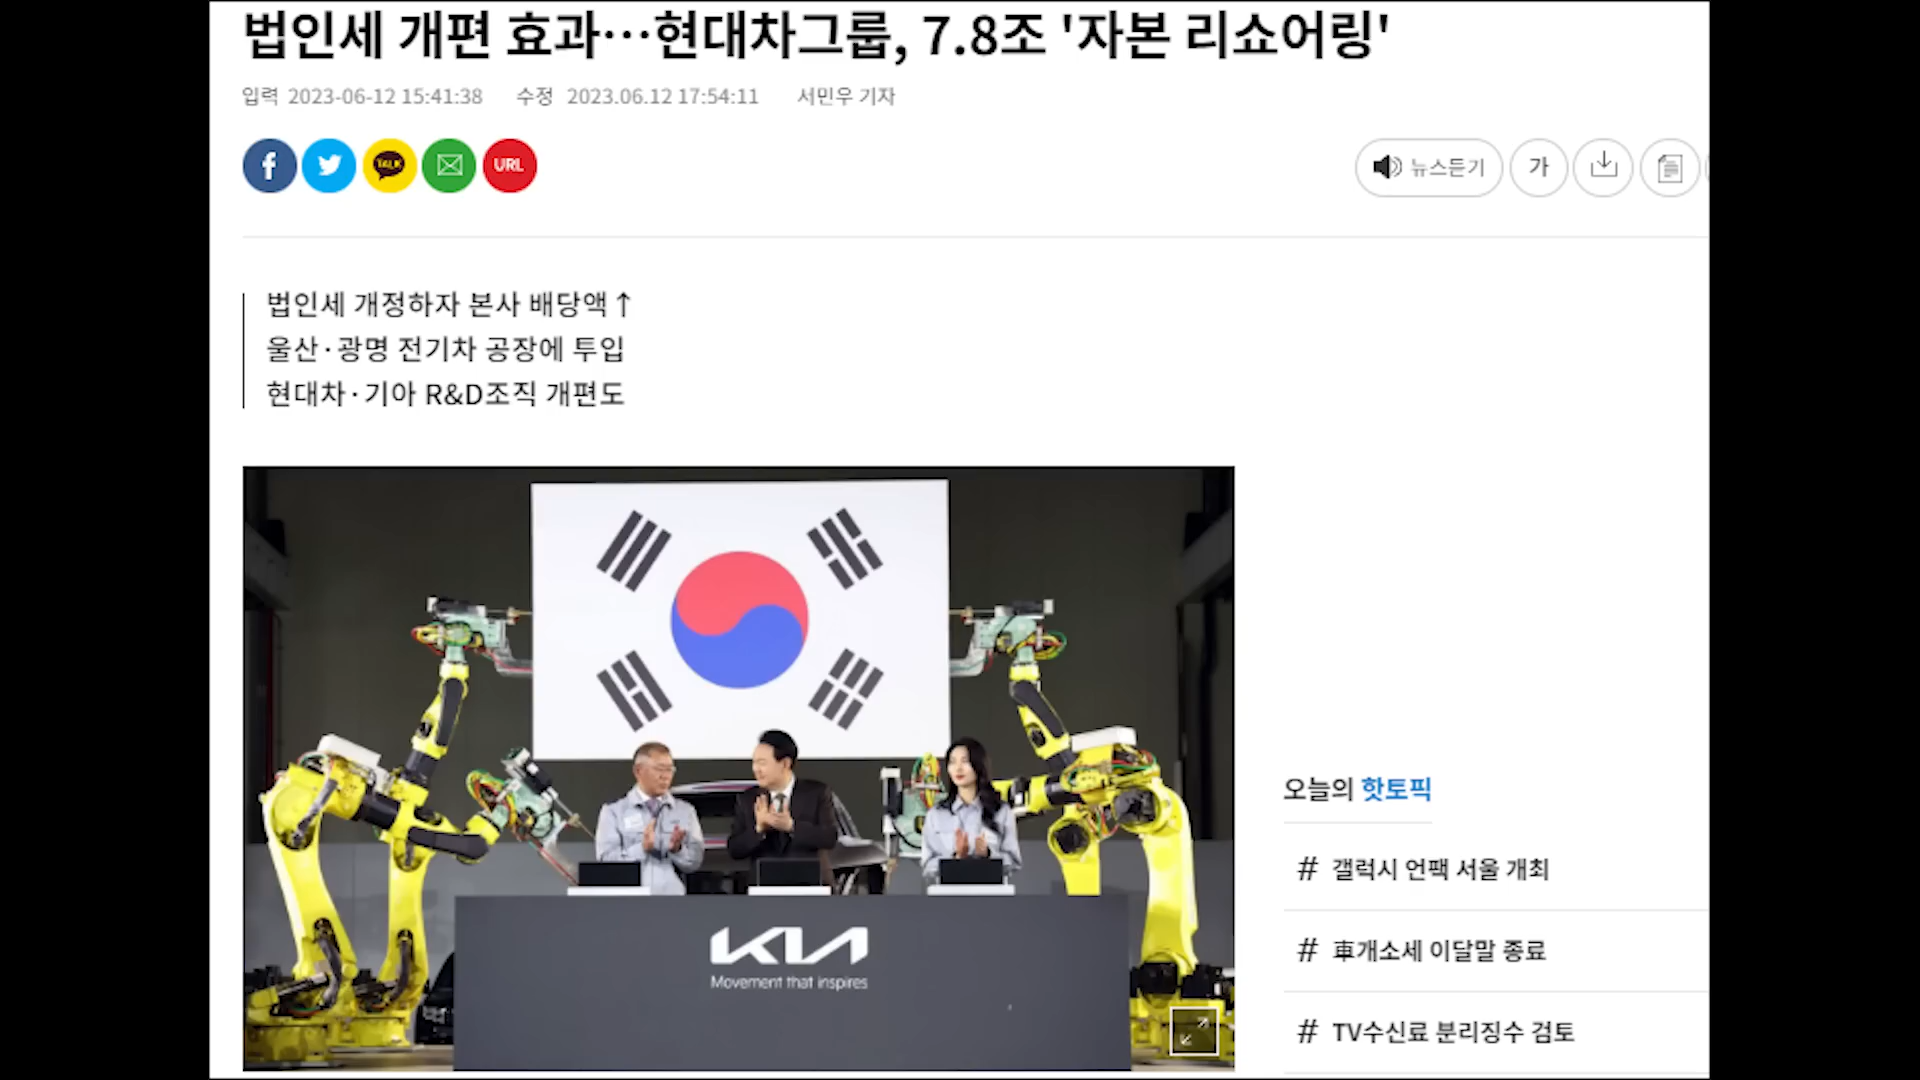 법인세 개편 효과…현대차그룹, 7.8조 '자본 리쇼어링'
입력 2023-06-12 15:41:38 수정 2023.06.12 17:54:11 서민우 기자
TALK
URL
뉴스듣기
가
법인세 개정하자 본사 배당액↑
울산·광명 전기차 공장에 투입
현대차·기아 R&D조직 개편도
KIA
Movement that inspires
오늘의 핫토픽
# 갤럭시 언팩 서울 개최
# 車개소세 이달말 종료
# TV수신료 분리징수 검토